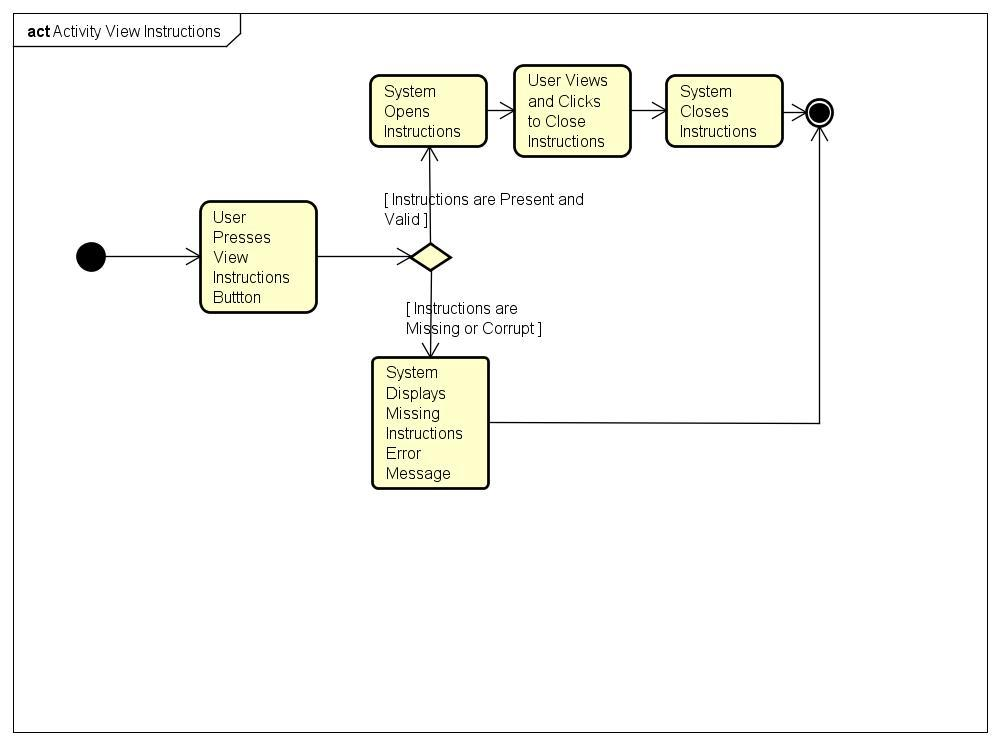 act Activity View Instructions
System
Opens
Instructions
User Views
and Clicks
to Close
Instructions
System
Closes
Instructions
[ Instructions are Present and
Valid ]
User
Presses
View
Instructions
Buttton
[ Instructions are
Missing or Corrupt ]
System
Displays
Missing
Instructions
Error
Message